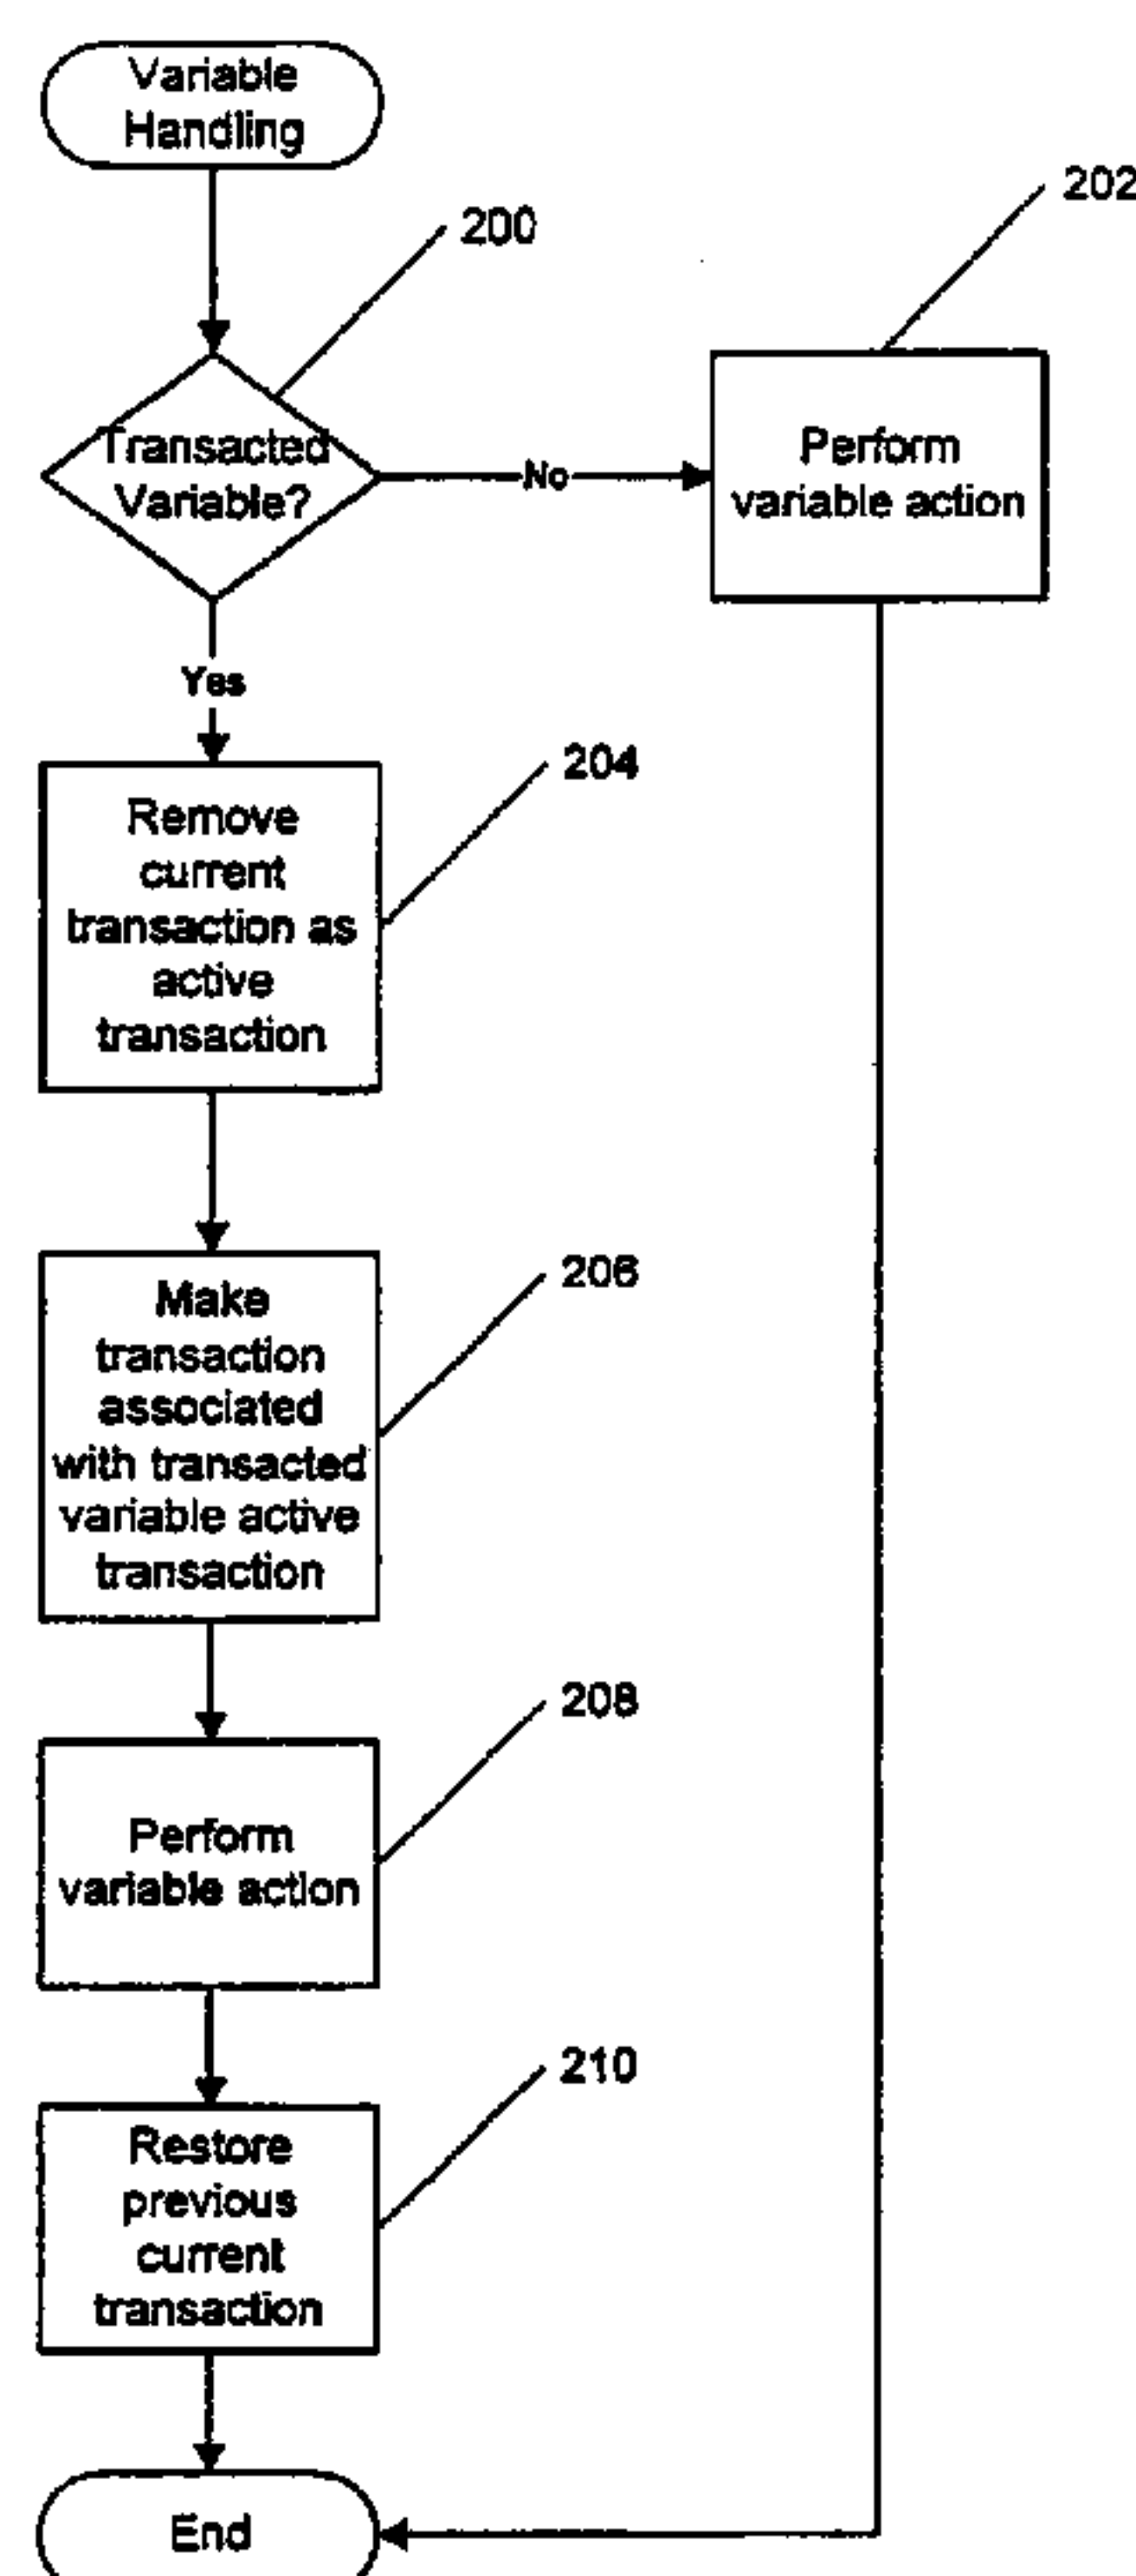 Variable
Handling
200
202
Transacted
Variable?
No
Perform
variable action
Yes
204
Remove
current
transaction as
active
transaction
206
Make
transaction
associated
with transacted
variable active
transaction
208
Perform
variable action
210
Restore
previous
current
transaction
End